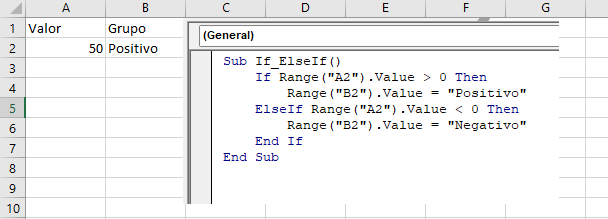 A B C D E F G
1 Valor Grupo
2 50 Positivo
3
4
5
6
7
8
9
10
(General)
Sub If_ElseIf()
If Range("A2").Value > 0 Then
Range("B2").Value = "Positivo"
ElseIf Range("A2").Value < 0 Then
Range("B2").Value = "Negativo"
End If
End Sub